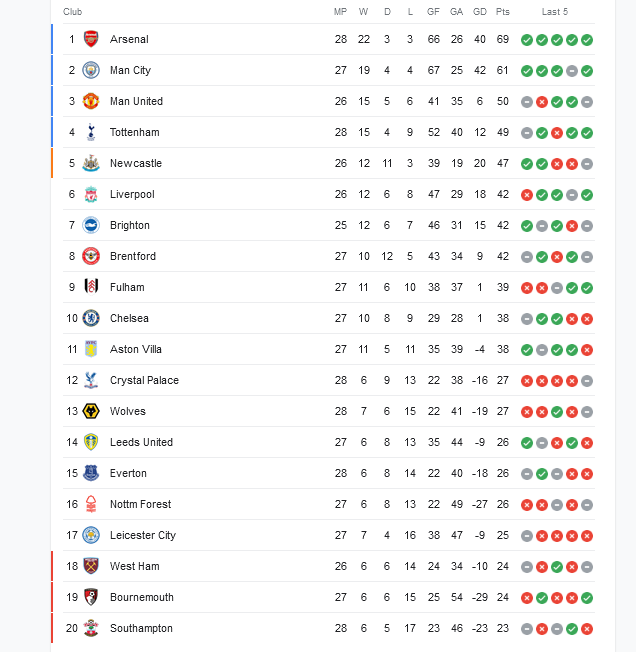 Club MP W D L GF GA GD Pts Last 5
1 Arsenal 28 22 3 3 66 26 40 69
2 Man City 27 19 4 4 67 25 42 61
3 Man United 26 15 5 6 41 35 6 50
4 Tottenham 28 15 4 9 52 40 12 49
5 Newcastle 26 12 11 3 39 19 20 47
6 Liverpool 26 12 6 8 47 29 18 42
7 Brighton 25 12 6 7 46 31 15 42
8 Brentford 27 10 12 5 43 34 9 42
9 Fulham 27 11 6 10 38 37 1 39
10 Chelsea 27 10 8 9 29 28 1 38
11 Aston Villa 27 11 5 11 35 39 -4 38
12 Crystal Palace 28 6 9 13 22 38 -16 27
13 Wolves 28 7 6 15 22 41 -19 27
14 Leeds United 27 6 8 13 35 44 -9 26
15 Everton 28 6 8 14 22 40 -18 26
16 Nottm Forest 27 6 8 13 22 49 -27 26
17 Leicester City 27 7 4 16 38 47 -9 25
18 West Ham 26 6 6 14 24 34 -10 24
19 Bournemouth 27 6 6 15 25 54 -29 24
20 Southampton 28 6 5 17 23 46 -23 23